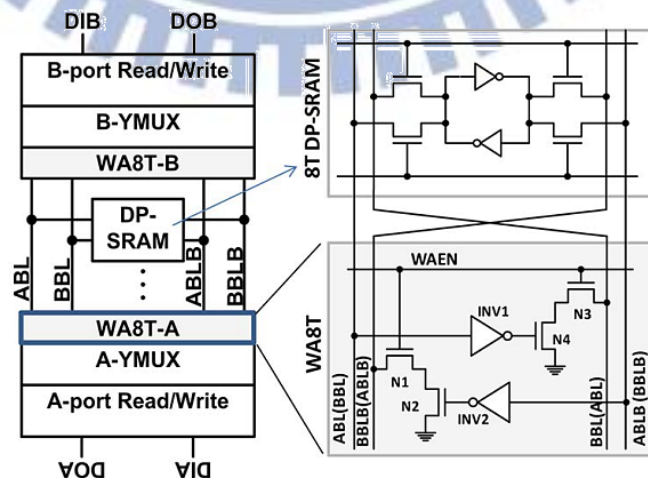 DIB DOB
B-port Read/Write
B-YMUX
WA8T-B
DP-
SRAM
ABL
BBL
ABLB
BBLB
WA8T-A
A-YMUX
A-port Read/Write
DOA DIA
8T DP-SRAM
WA8T
WAEN
INV1
N3
N4
N1
N2
INV2
ABL(BBL)
BBLB(ABLB)
BBL(ABL)
ABLB (BBLB)